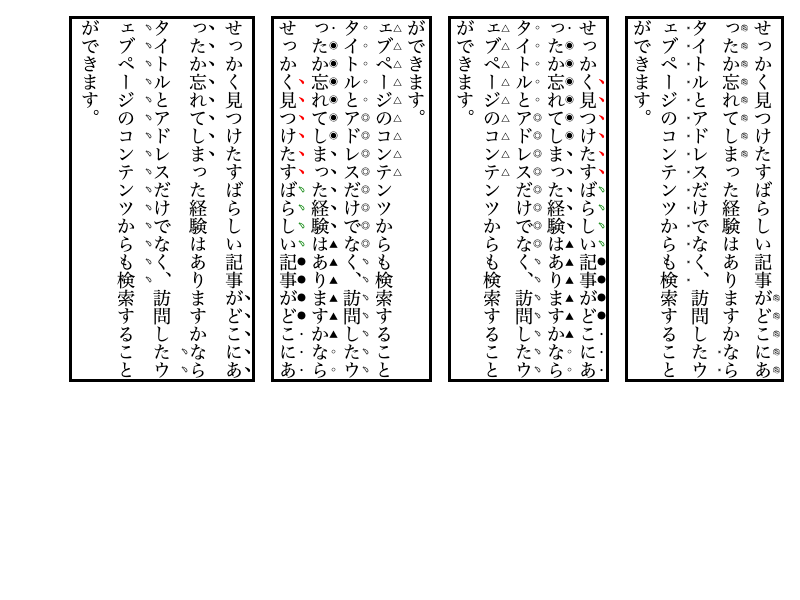 せっかく見つけたすばらしい記事がどこにあ
ったか忘れてしまった経験はありますかなら
タイトルとアドレスだけでなく、訪問したウ
ェブページのコンテンツからも検索すること
ができます。
せっかく見つけたすばらしい記事がどこにあ
ったか忘れてしまった経験はありますかなら
タイトルとアドレスだけでなく、訪問したウ
ェブページのコンテンツからも検索すること
ができます。
せっかく見つけたすばらしい記事がどこにあ
ったか忘れてしまった経験はありますかなら
タイトルとアドレスだけでなく、訪問したウ
ェブページのコンテンツからも検索すること
ができます。
せっかく見つけたすばらしい記事がどこにあ
ったか忘れてしまった経験はありますかなら
タイトルとアドレスだけでなく、訪問したウ
ェブページのコンテンツからも検索すること
ができます。